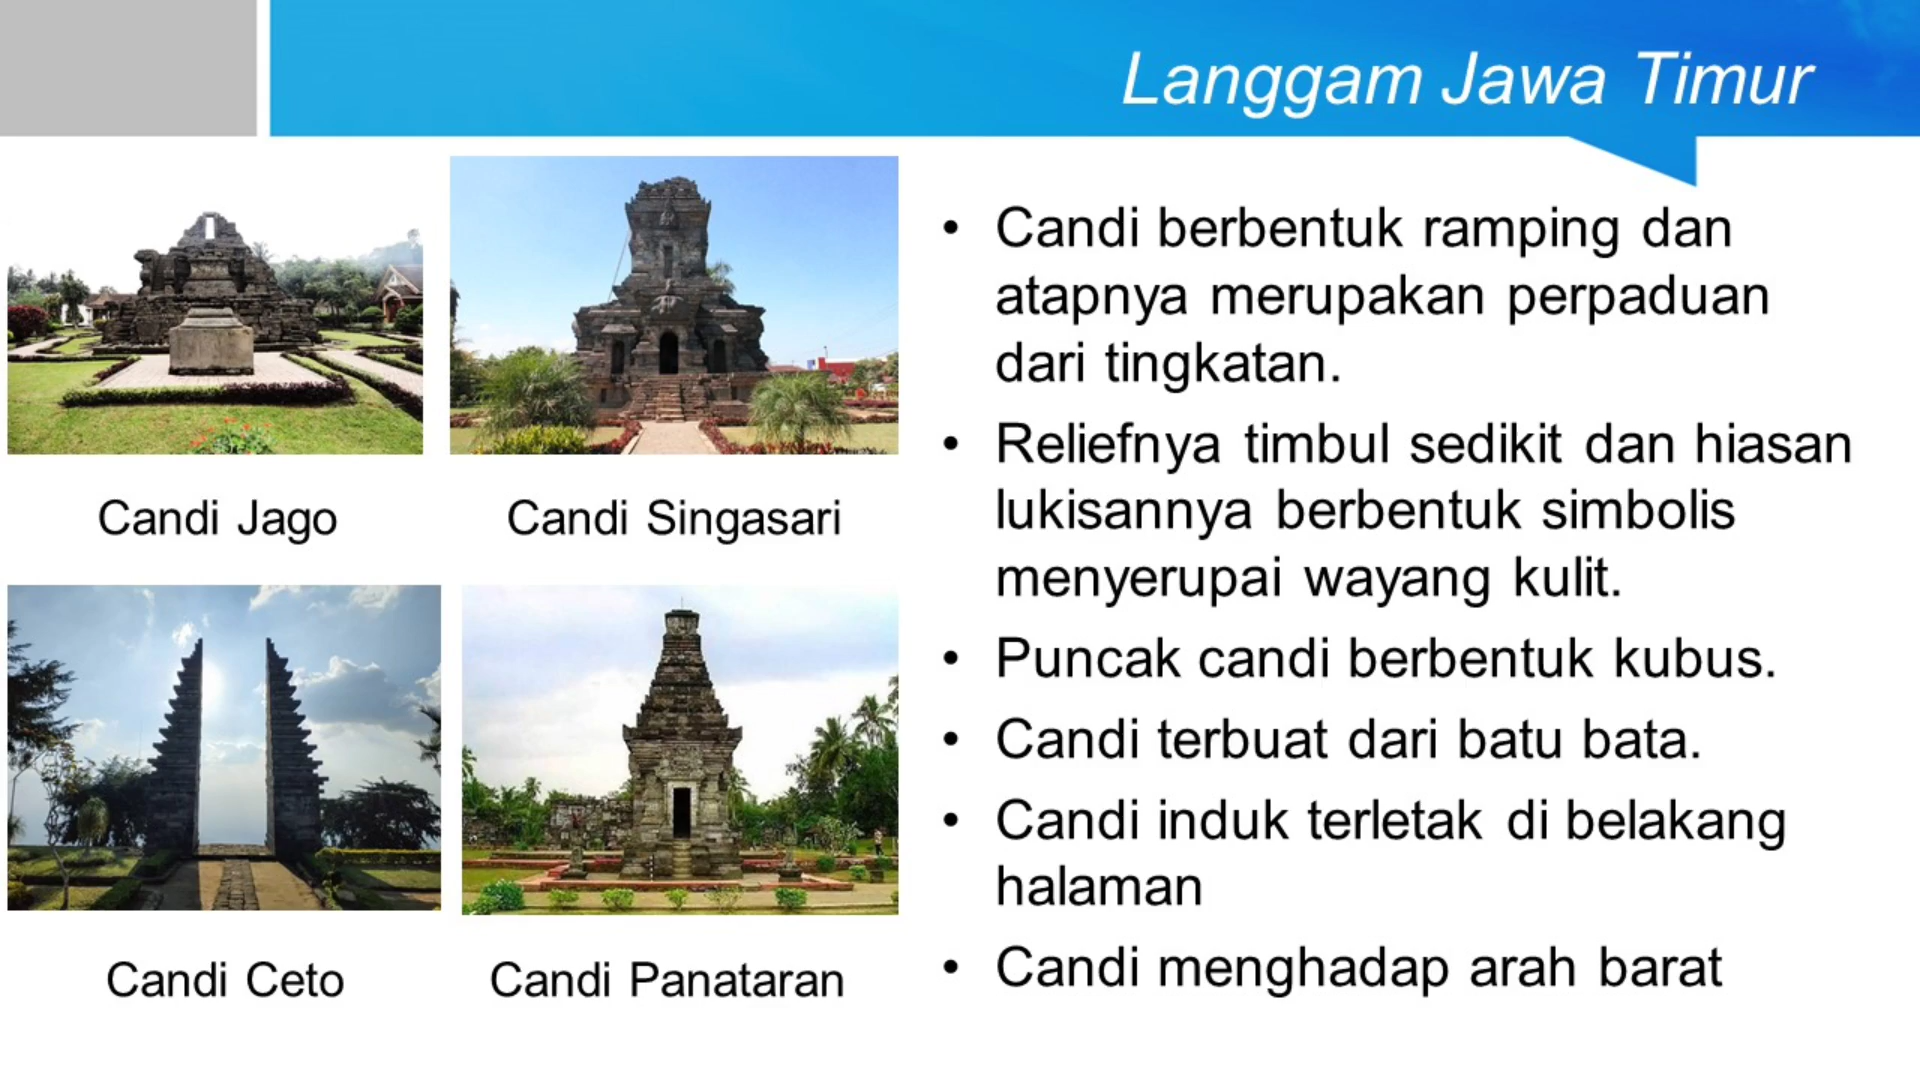 Langgam Jawa Timur
Candi Jago
Candi Singasari
Candi Ceto
Candi Panataran
• Candi berbentuk ramping dan
atapnya merupakan perpaduan
dari tingkatan.
• Reliefnya timbul sedikit dan hiasan
lukisannya berbentuk simbolis
menyerupai wayang kulit.
• Puncak candi berbentuk kubus.
• Candi terbuat dari batu bata.
• Candi induk terletak di belakang
halaman
• Candi menghadap arah barat